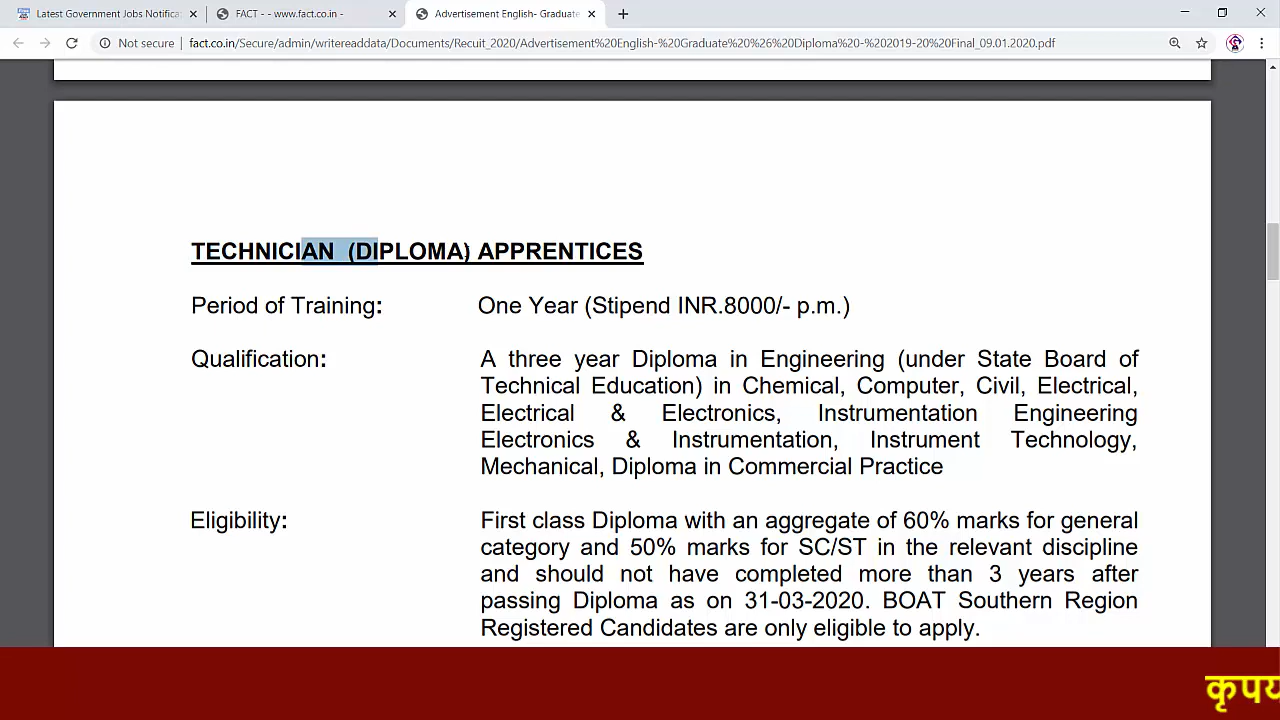 Latest Government Jobs Notifica
FACT - - www.fact.co.in -
Advertisement English- Graduate
Not secure
fact.co.in/Secure/admin/writereaddata/Documents/Recuit_2020/Advertisement%20English-%20Graduate%20%26%20Diploma%20-%202019-20%20Final_09.01.2020.pdf
TECHNICIAN (DIPLOMA) APPRENTICES
Period of Training: One Year (Stipend INR.8000/- p.m.)
Qualification: A three year Diploma in Engineering (under State Board of
Technical Education) in Chemical, Computer, Civil, Electrical,
Electrical & Electronics, Instrumentation Engineering
Electronics & Instrumentation, Instrument Technology,
Mechanical, Diploma in Commercial Practice
Eligibility: First class Diploma with an aggregate of 60% marks for general
category and 50% marks for SC/ST in the relevant discipline
and should not have completed more than 3 years after
passing Diploma as on 31-03-2020. BOAT Southern Region
Registered Candidates are only eligible to apply.